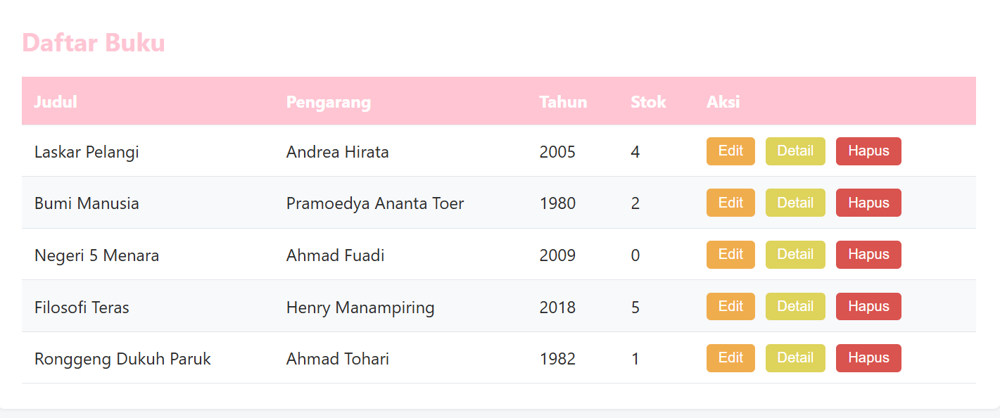 Daftar Buku
Judul Pengarang Tahun Stok Aksi
Laskar Pelangi Andrea Hirata 2005 4 Edit Detail Hapus
Bumi Manusia Pramoedya Ananta Toer 1980 2 Edit Detail Hapus
Negeri 5 Menara Ahmad Fuadi 2009 0 Edit Detail Hapus
Filosofi Teras Henry Manampiring 2018 5 Edit Detail Hapus
Ronggeng Dukuh Paruk Ahmad Tohari 1982 1 Edit Detail Hapus